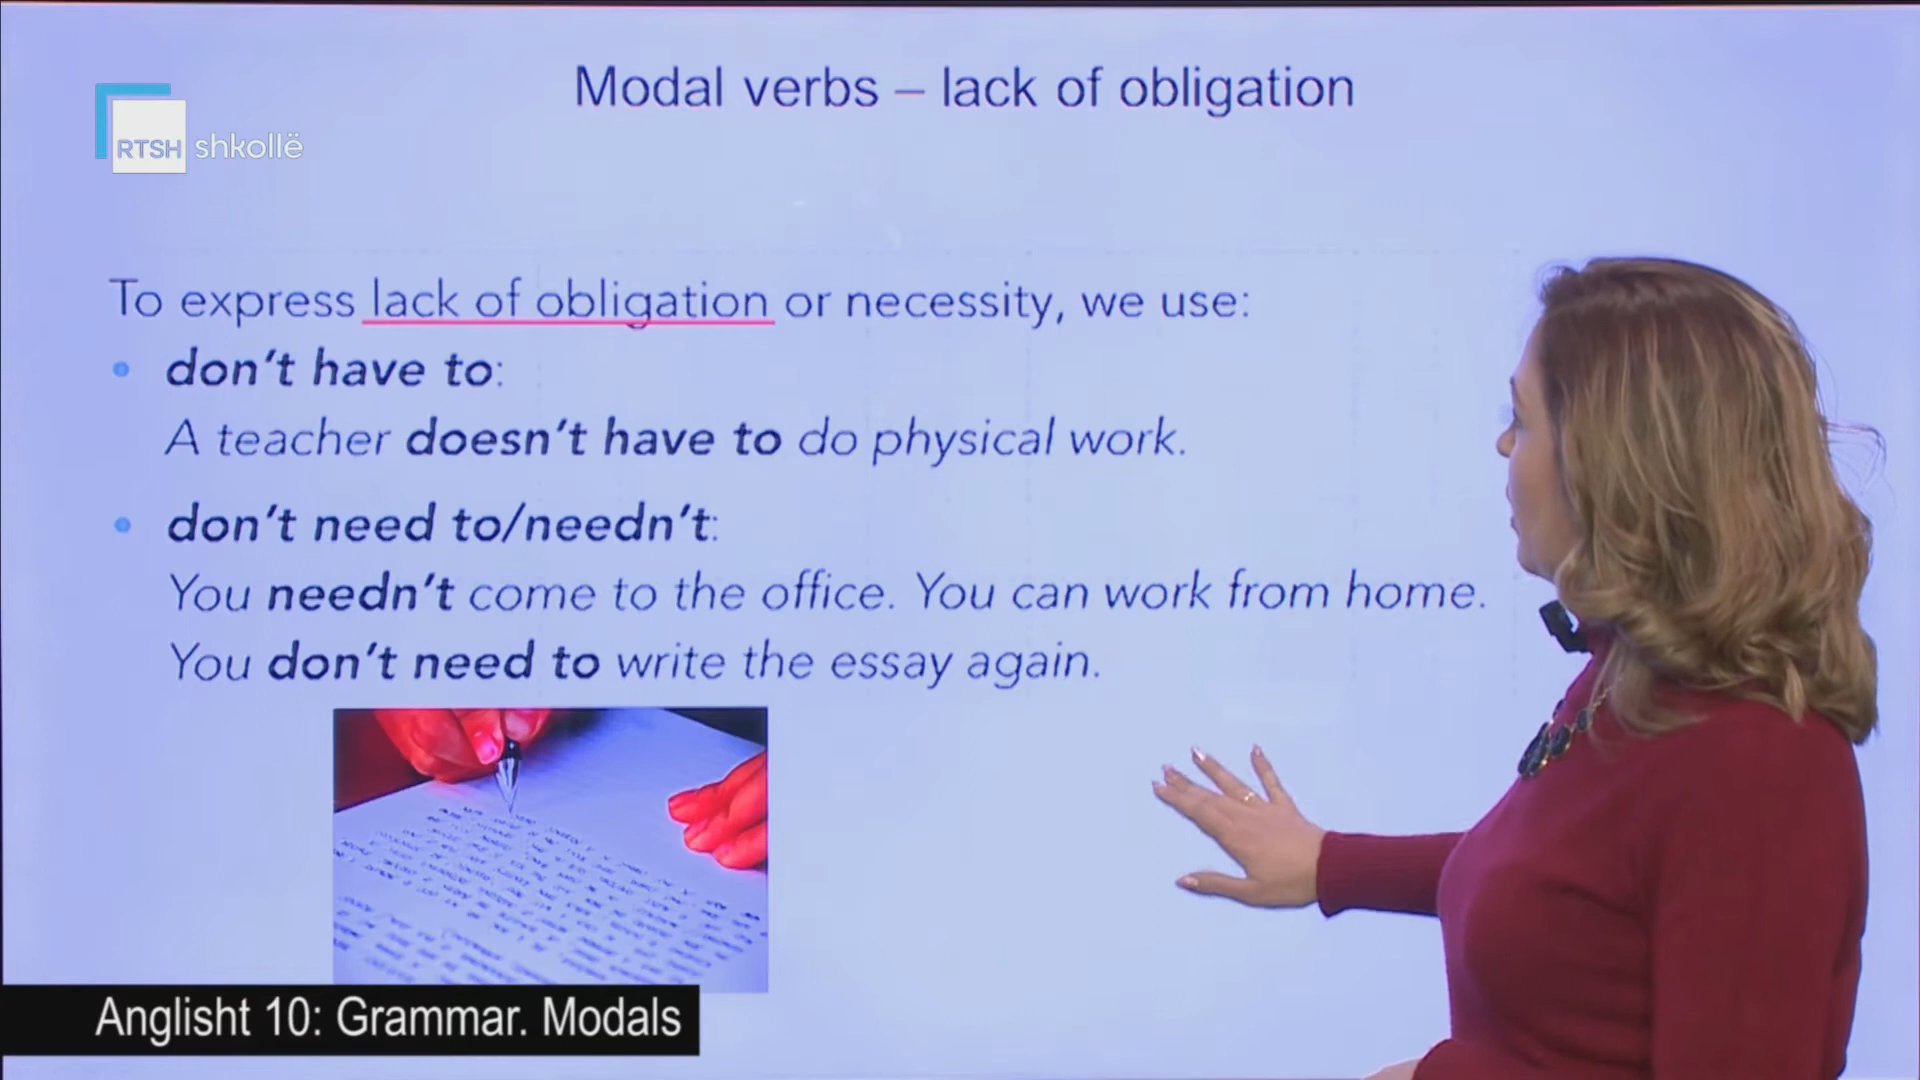 Modal verbs – lack of obligation
RTSH shkollë
To express lack of obligation or necessity, we use:
• don't have to:
A teacher doesn't have to do physical work.
• don't need to/needn't:
You needn't come to the office. You can work from home.
You don't need to write the essay again.
Anglisht 10: Grammar. Modals